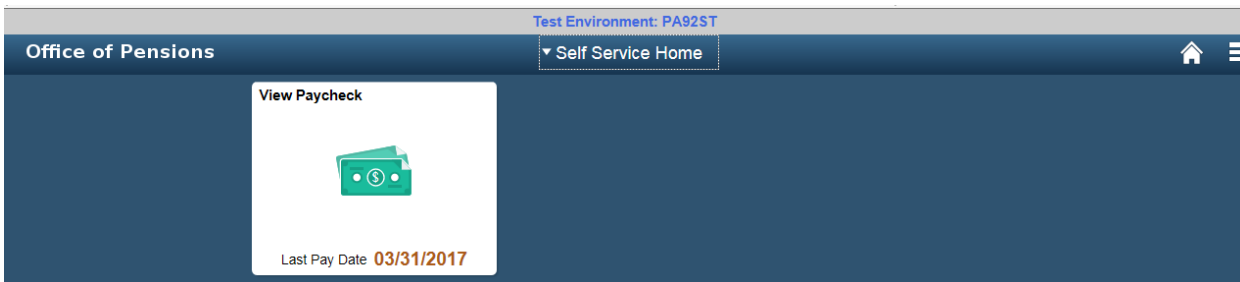 Test Environment: PA92ST
Office of Pensions
Self Service Home
View Paycheck
$
Last Pay Date 03/31/2017